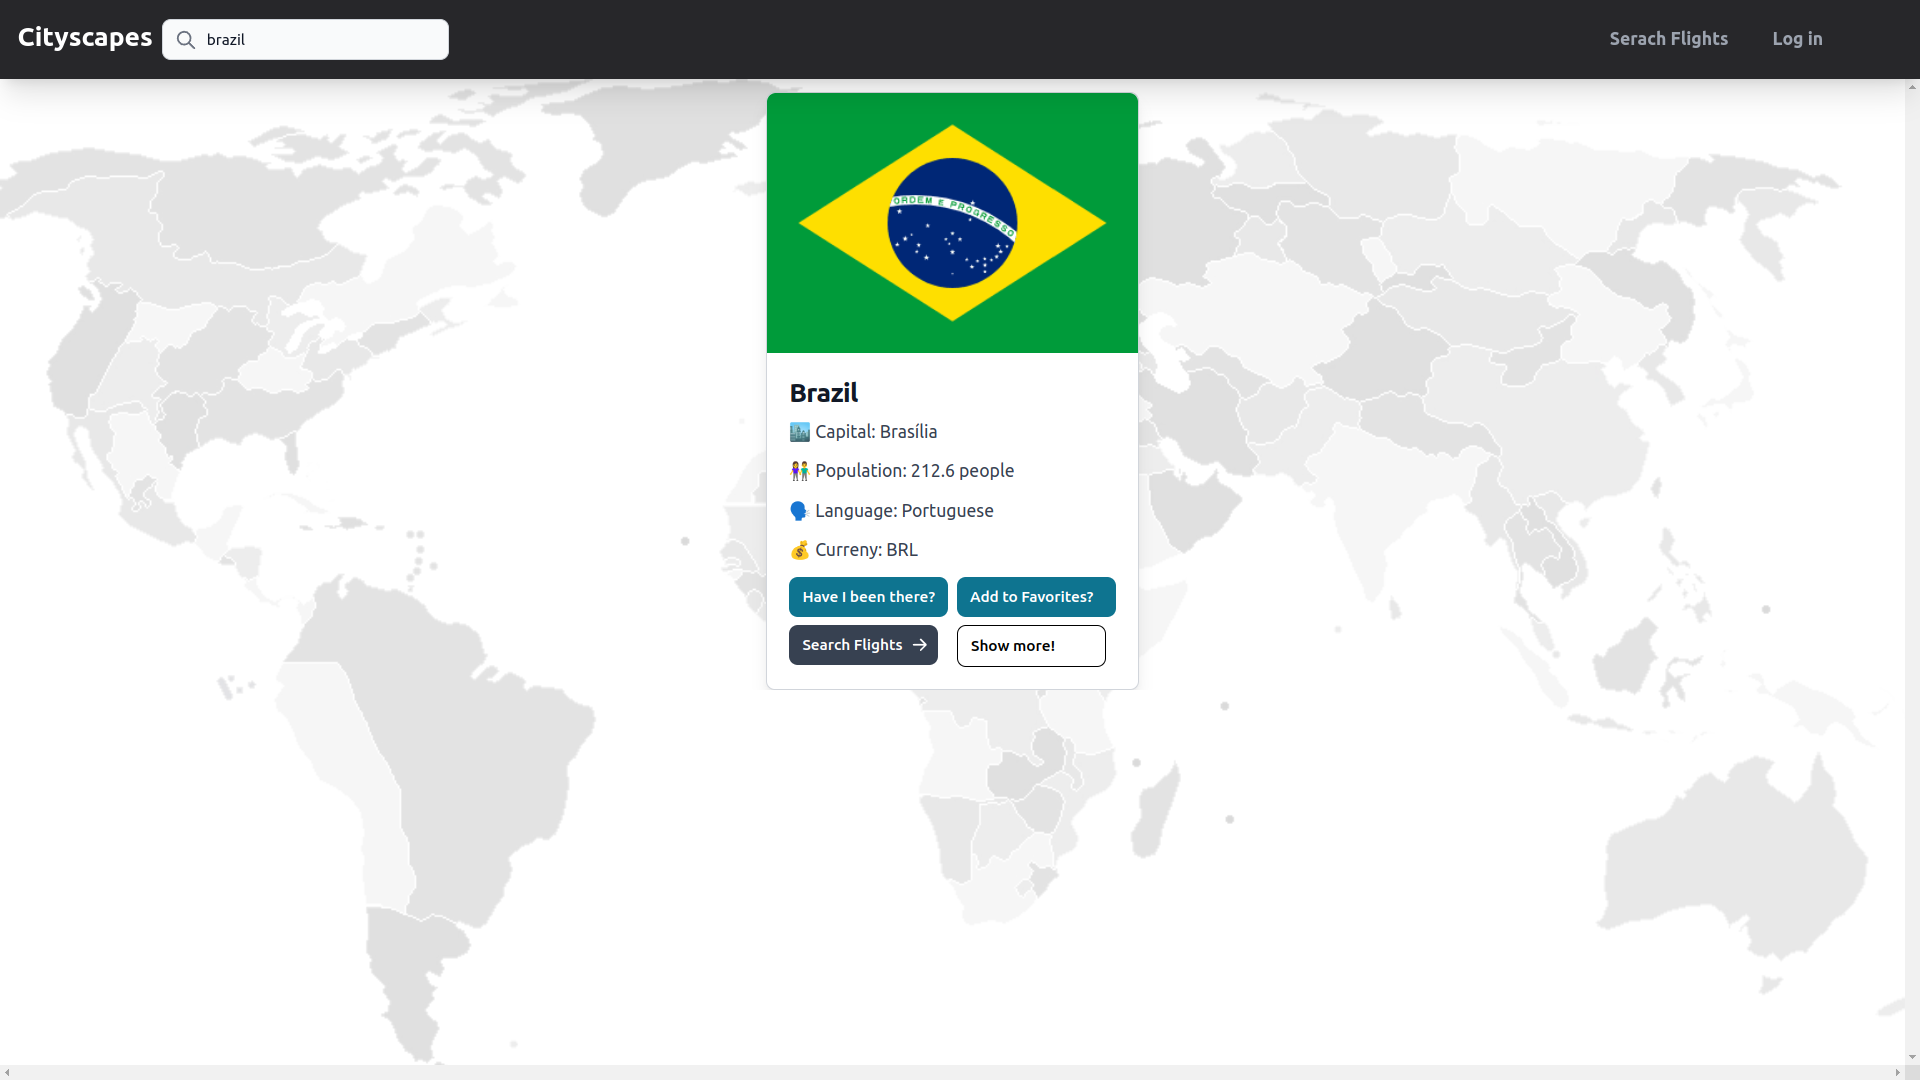 Cityscapes
brazil
Serach Flights
Log in
ORDEM E PROGRESSO
Brazil
🏙️ Capital: Brasília
👫 Population: 212.6 people
🗣️ Language: Portuguese
💰 Curreny: BRL
Have I been there?
Add to Favorites?
Search Flights →
Show more!